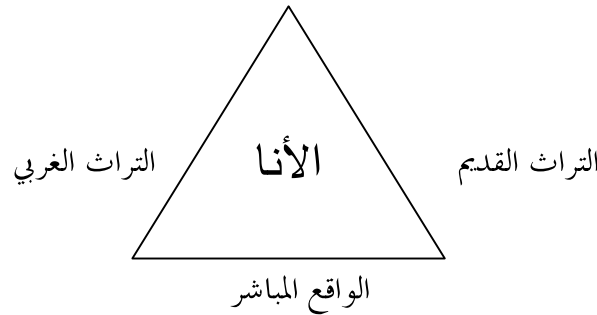 الأنا
التراث القديم
التراث الغربي
الواقع المباشر